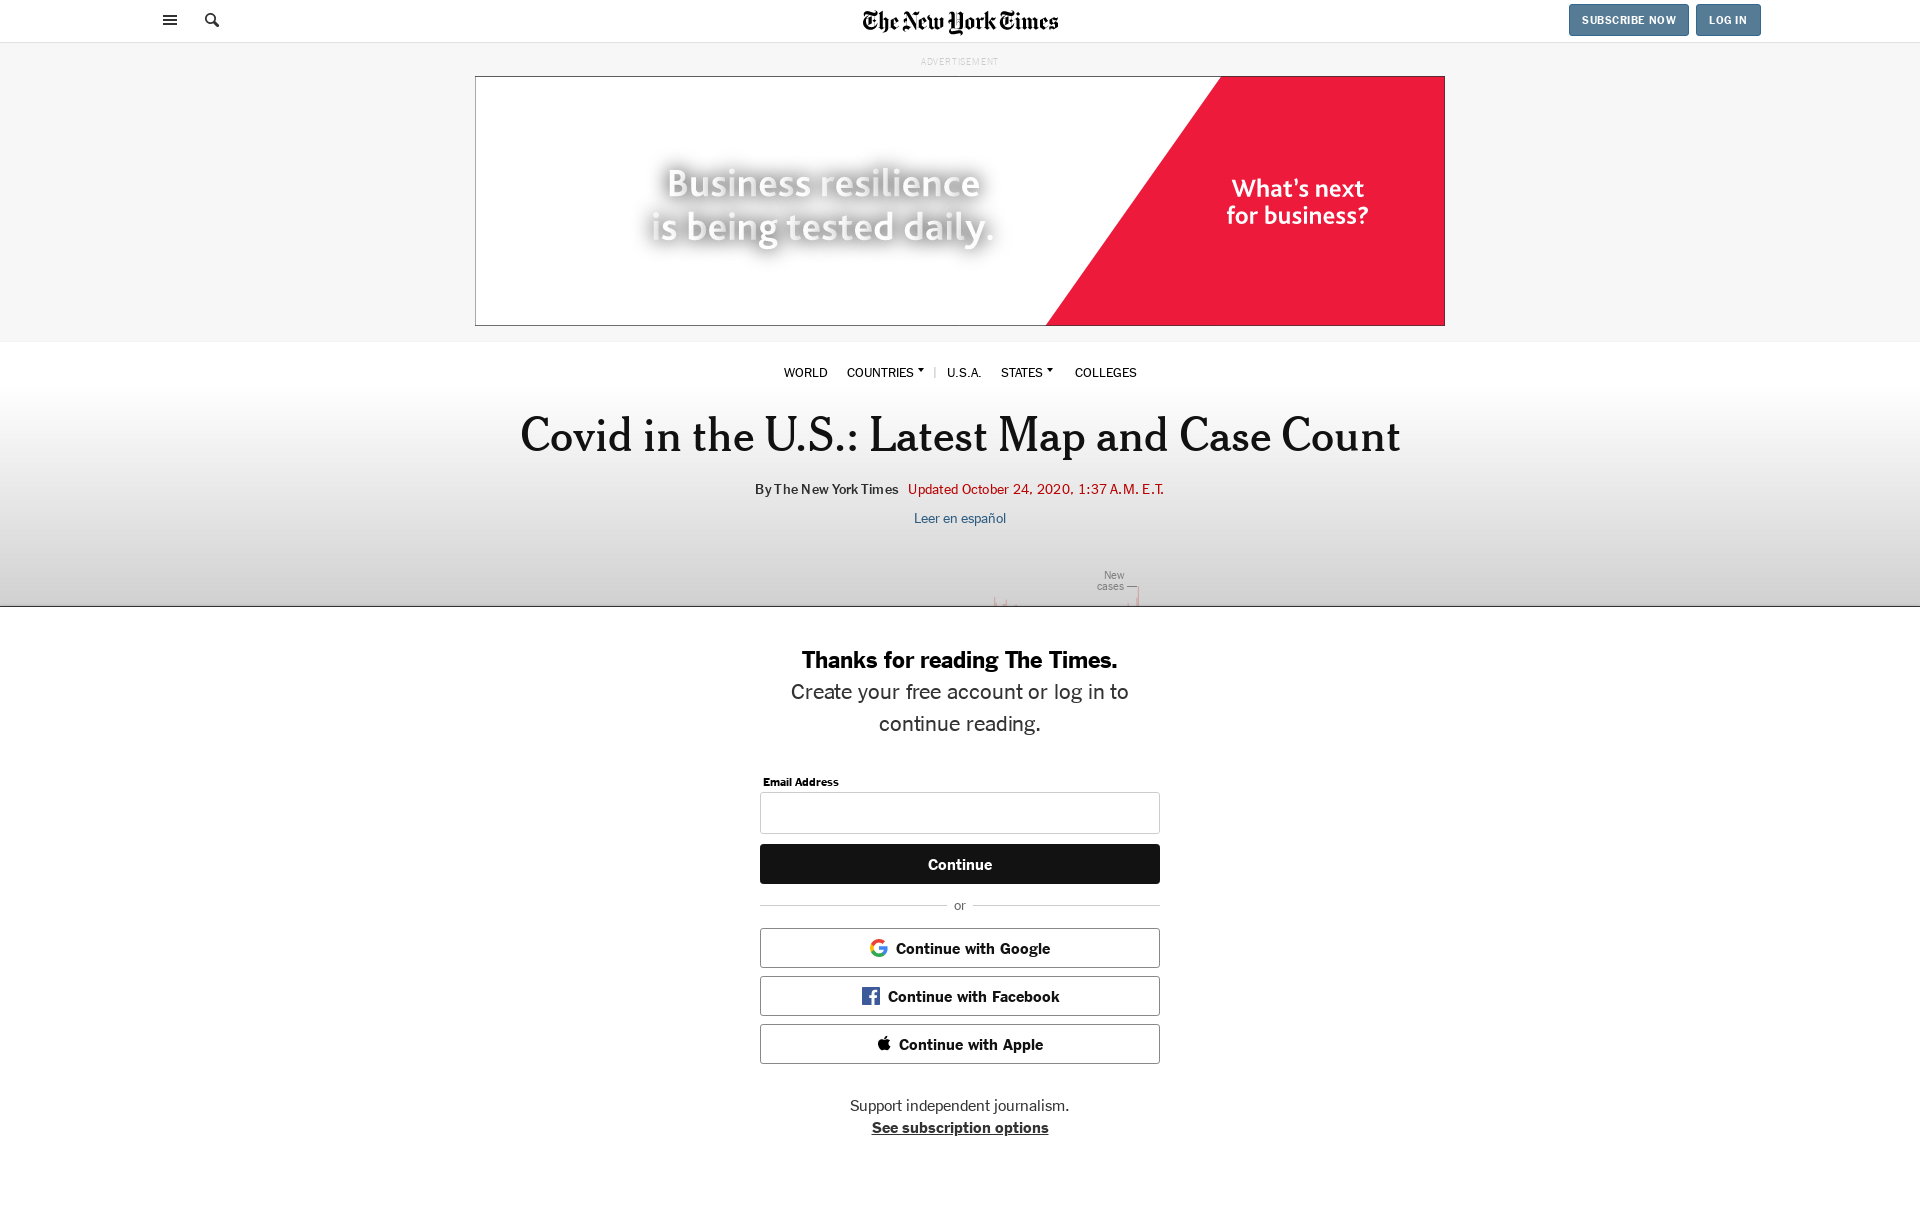 The New York Times
SUBSCRIBE NOW
LOG IN
ADVERTISEMENT
Business resilience
is being tested daily.
What's next
for business?
WORLD COUNTRIES U.S.A. STATES COLLEGES
Covid in the U.S.: Latest Map and Case Count
By The New York Times Updated October 24, 2020, 1:37 A.M. E.T.
Leer en español
New
cases
Thanks for reading The Times.
Create your free account or log in to
continue reading.
Email Address
Continue
or
Continue with Google
Continue with Facebook
Continue with Apple
Support independent journalism.
See subscription options